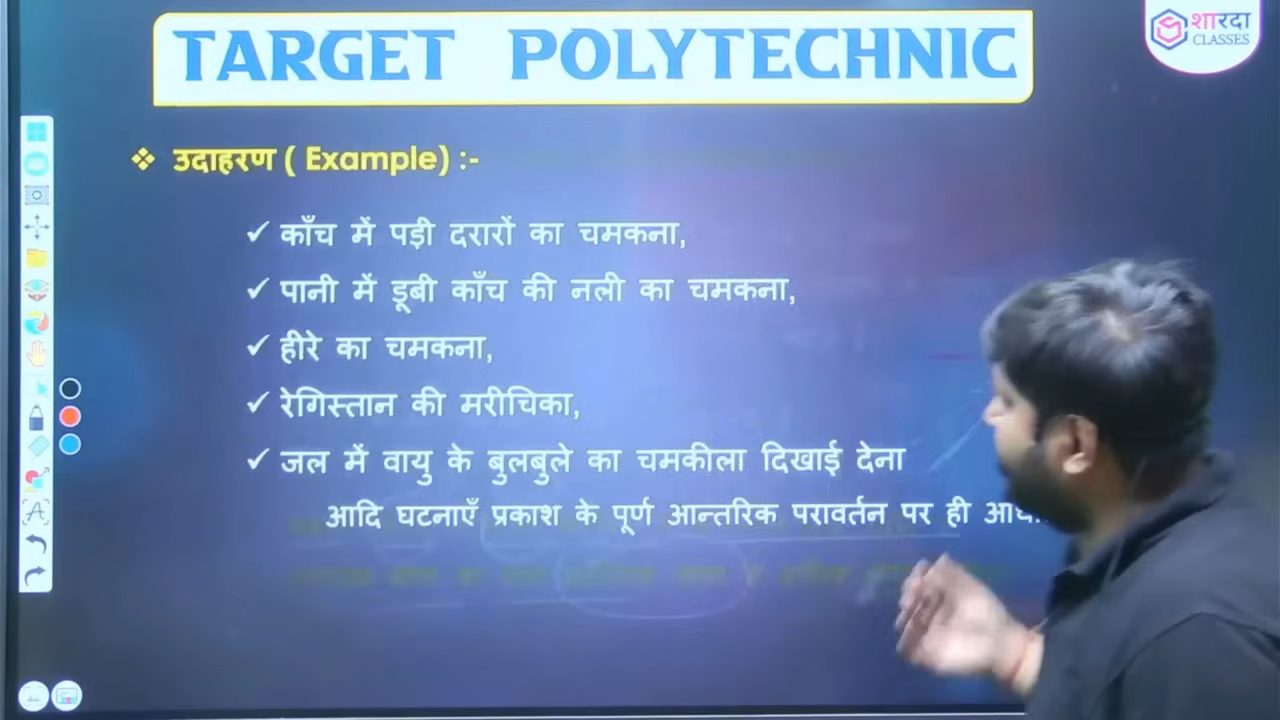 TARGET POLYTECHNIC
शारदा
CLASSES
❖ उदाहरण ( Example) :-
✓ काँच में पड़ी दरारों का चमकना,
✓ पानी में डूबी काँच की नली का चमकना,
✓ हीरे का चमकना,
✓ रेगिस्तान की मरीचिका,
✓ जल में वायु के बुलबुले का चमकीला दिखाई देना
आदि घटनाएँ प्रकाश के पूर्ण आन्तरिक परावर्तन पर ही